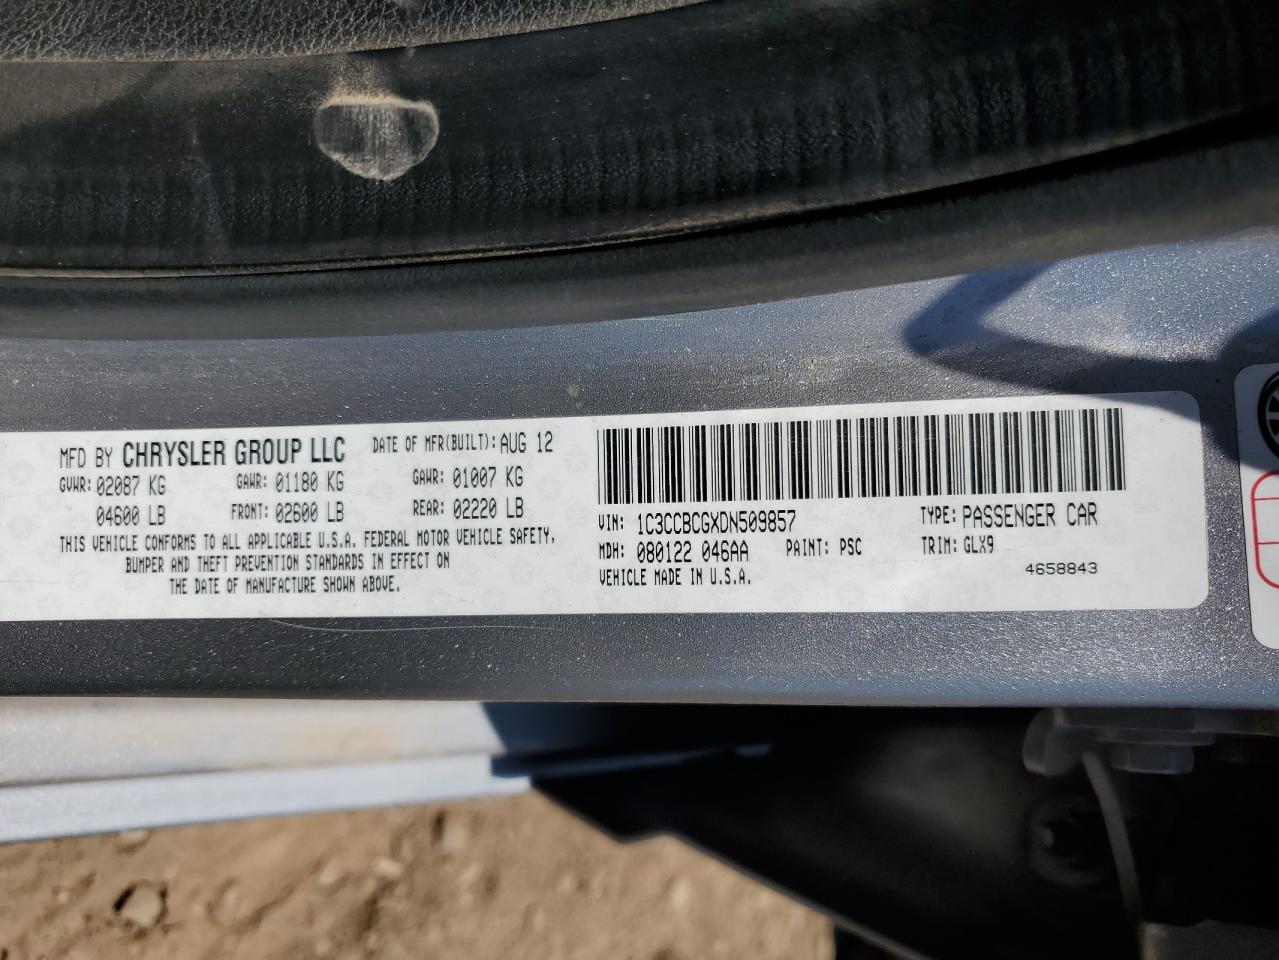 MFD BY CHRYSLER GROUP LLC DATE OF MFR(BUILT): AUG 12
GVWR: 02087 KG GAWR: 01180 KG GAWR: 01007 KG
04600 LB FRONT: 02600 LB REAR: 02220 LB
THIS VEHICLE CONFORMS TO ALL APPLICABLE U.S.A. FEDERAL MOTOR VEHICLE SAFETY,
BUMPER AND THEFT PREVENTION STANDARDS IN EFFECT ON
THE DATE OF MANUFACTURE SHOWN ABOVE.
VIN: 1C3CCBCGXDN509857 TYPE: PASSENGER CAR
MDH: 080122 046AA PAINT: PSC TRIM: GLX9
VEHICLE MADE IN U.S.A. 4658843